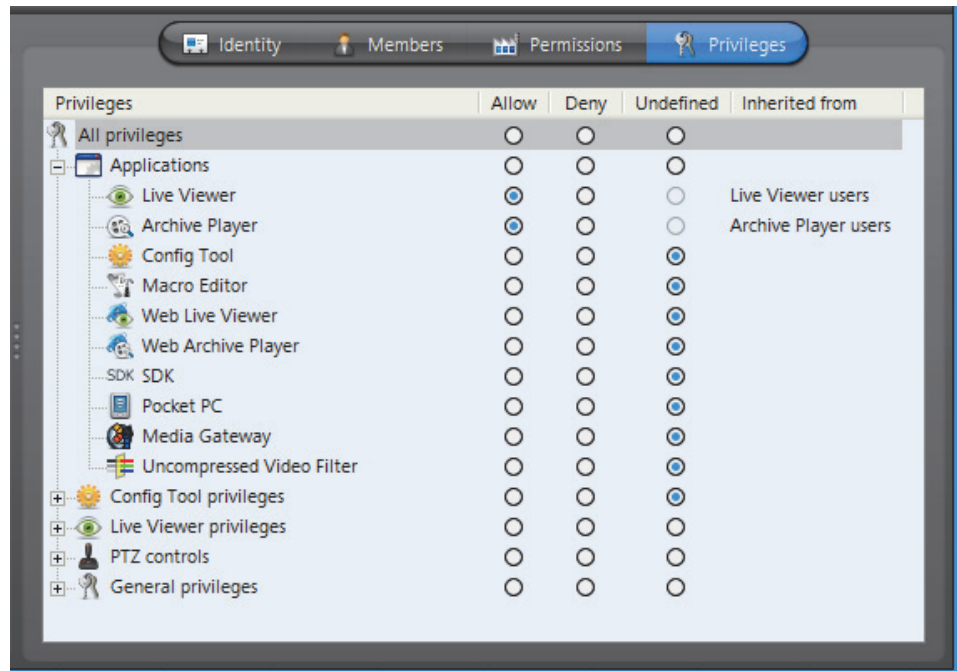 Identity Members Permissions Privileges
Privileges Allow Deny Undefined Inherited from
All privileges
Applications
Live Viewer Live Viewer users
Archive Player Archive Player users
Config Tool
Macro Editor
Web Live Viewer
Web Archive Player
SDK SDK
Pocket PC
Media Gateway
Uncompressed Video Filter
Config Tool privileges
Live Viewer privileges
PTZ controls
General privileges